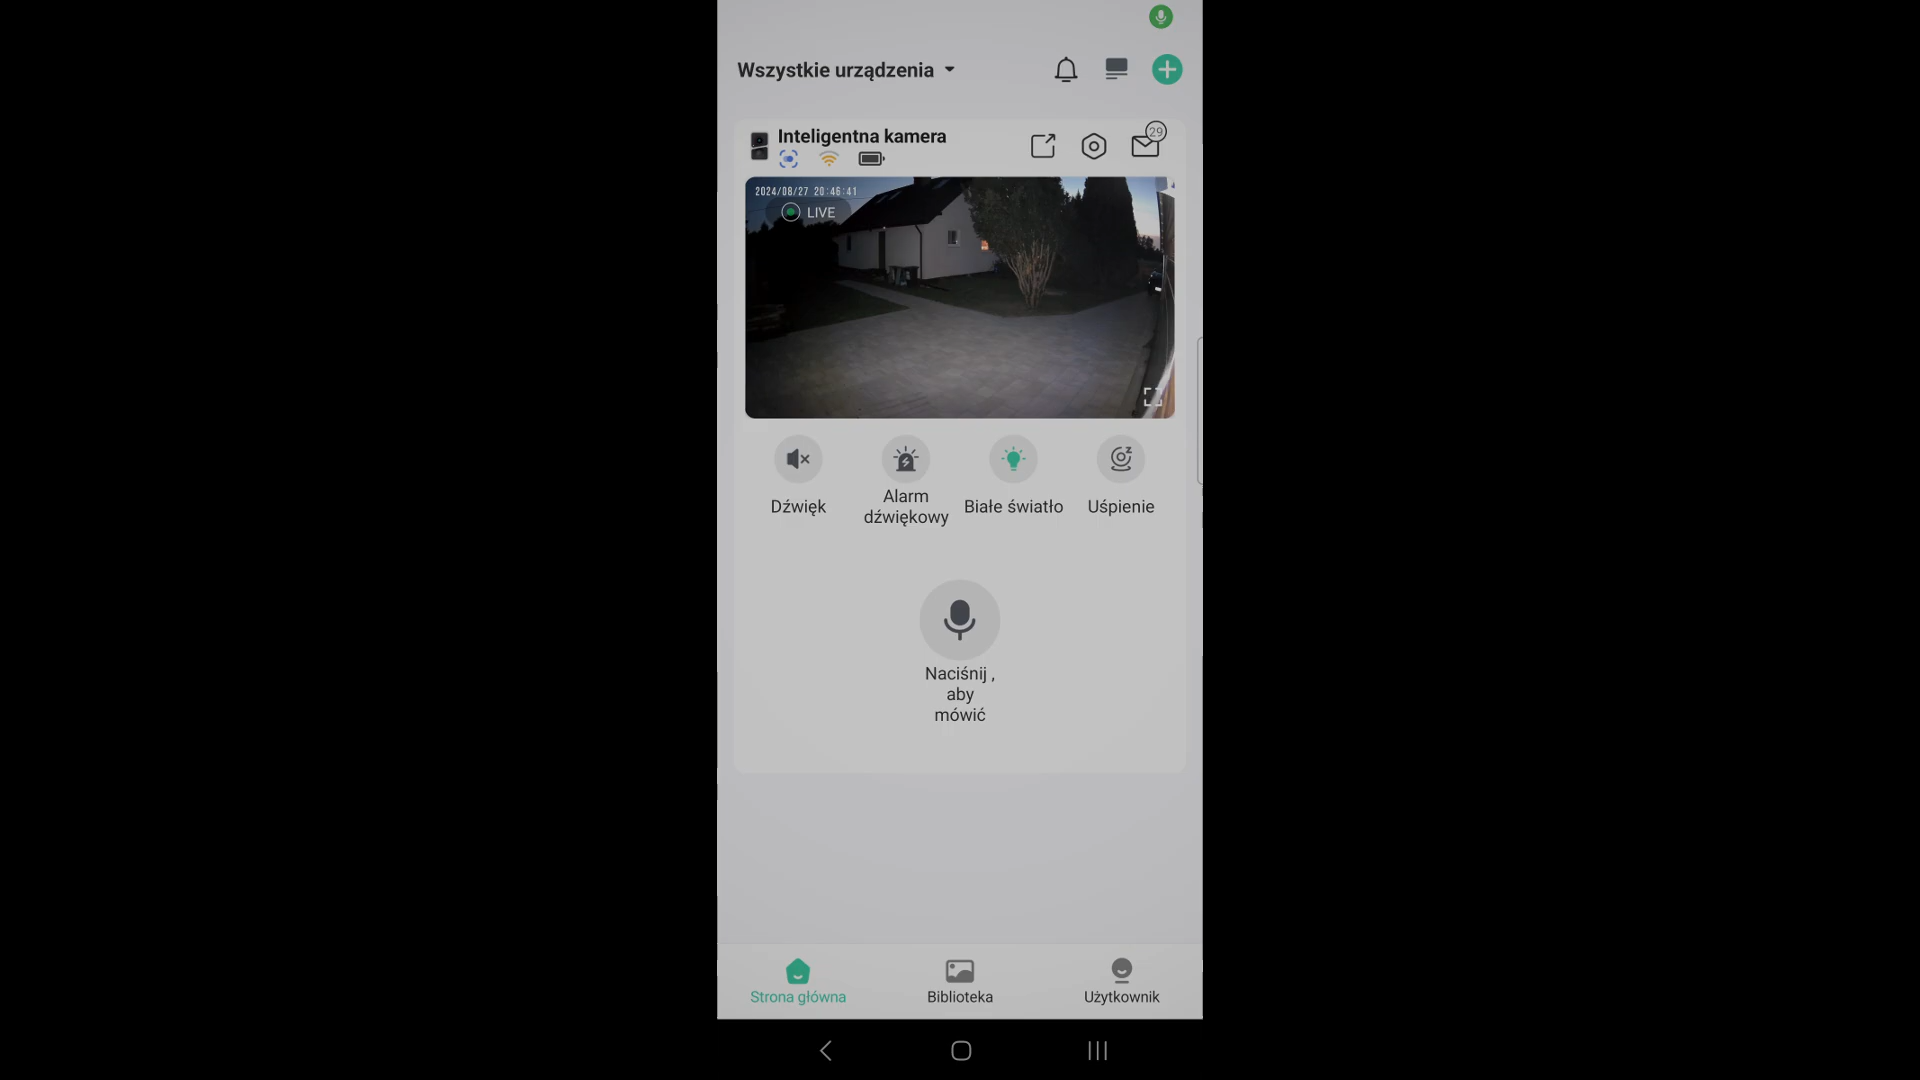 Wszystkie urządzenia
Inteligentna kamera
29
2024/08/27 20:46:41
LIVE
Dźwięk
Alarm
dźwiękowy
Białe światło
Uśpienie
Naciśnij ,
aby
mówić
Strona główna
Biblioteka
Użytkownik